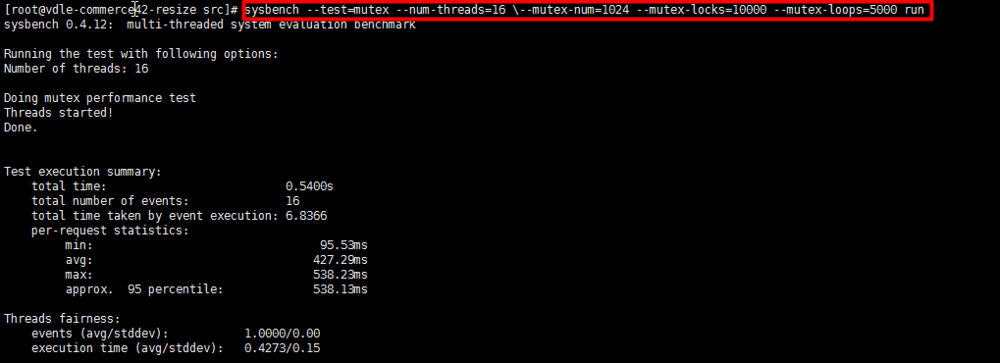 [root@vdle-commerce42-resize src]# sysbench --test=mutex --num-threads=16 \--mutex-num=1024 --mutex-locks=10000 --mutex-loops=5000 run
sysbench 0.4.12:  multi-threaded system evaluation benchmark
Running the test with following options:
Number of threads: 16
Doing mutex performance test
Threads started!
Done.
Test execution summary:
total time: 0.5400s
total number of events: 16
total time taken by event execution: 6.8366
per-request statistics:
min: 95.53ms
avg: 427.29ms
max: 538.23ms
approx.  95 percentile: 538.13ms
Threads fairness:
events (avg/stddev): 1.0000/0.00
execution time (avg/stddev): 0.4273/0.15